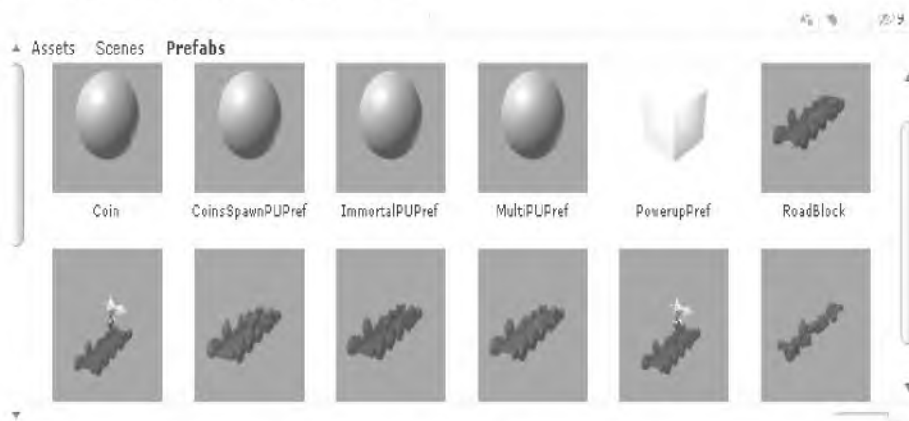 Assets Scenes Prefabs
Coin CoinsSpawnPUPref ImmortalPUPref MultiPUPref PowerupPref RoadBlock